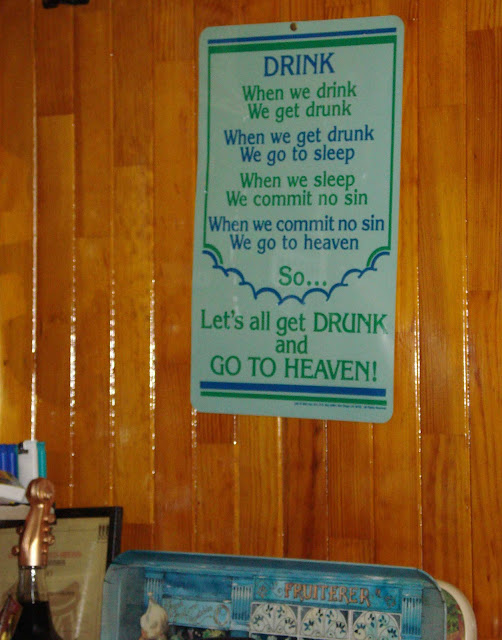 DRINK
When we drink
We get drunk
When we get drunk
We go to sleep
When we sleep
We commit no sin
When we commit no sin
We go to heaven
So...
Let's all get DRUNK
and
GO TO HEAVEN!
FRUITERER